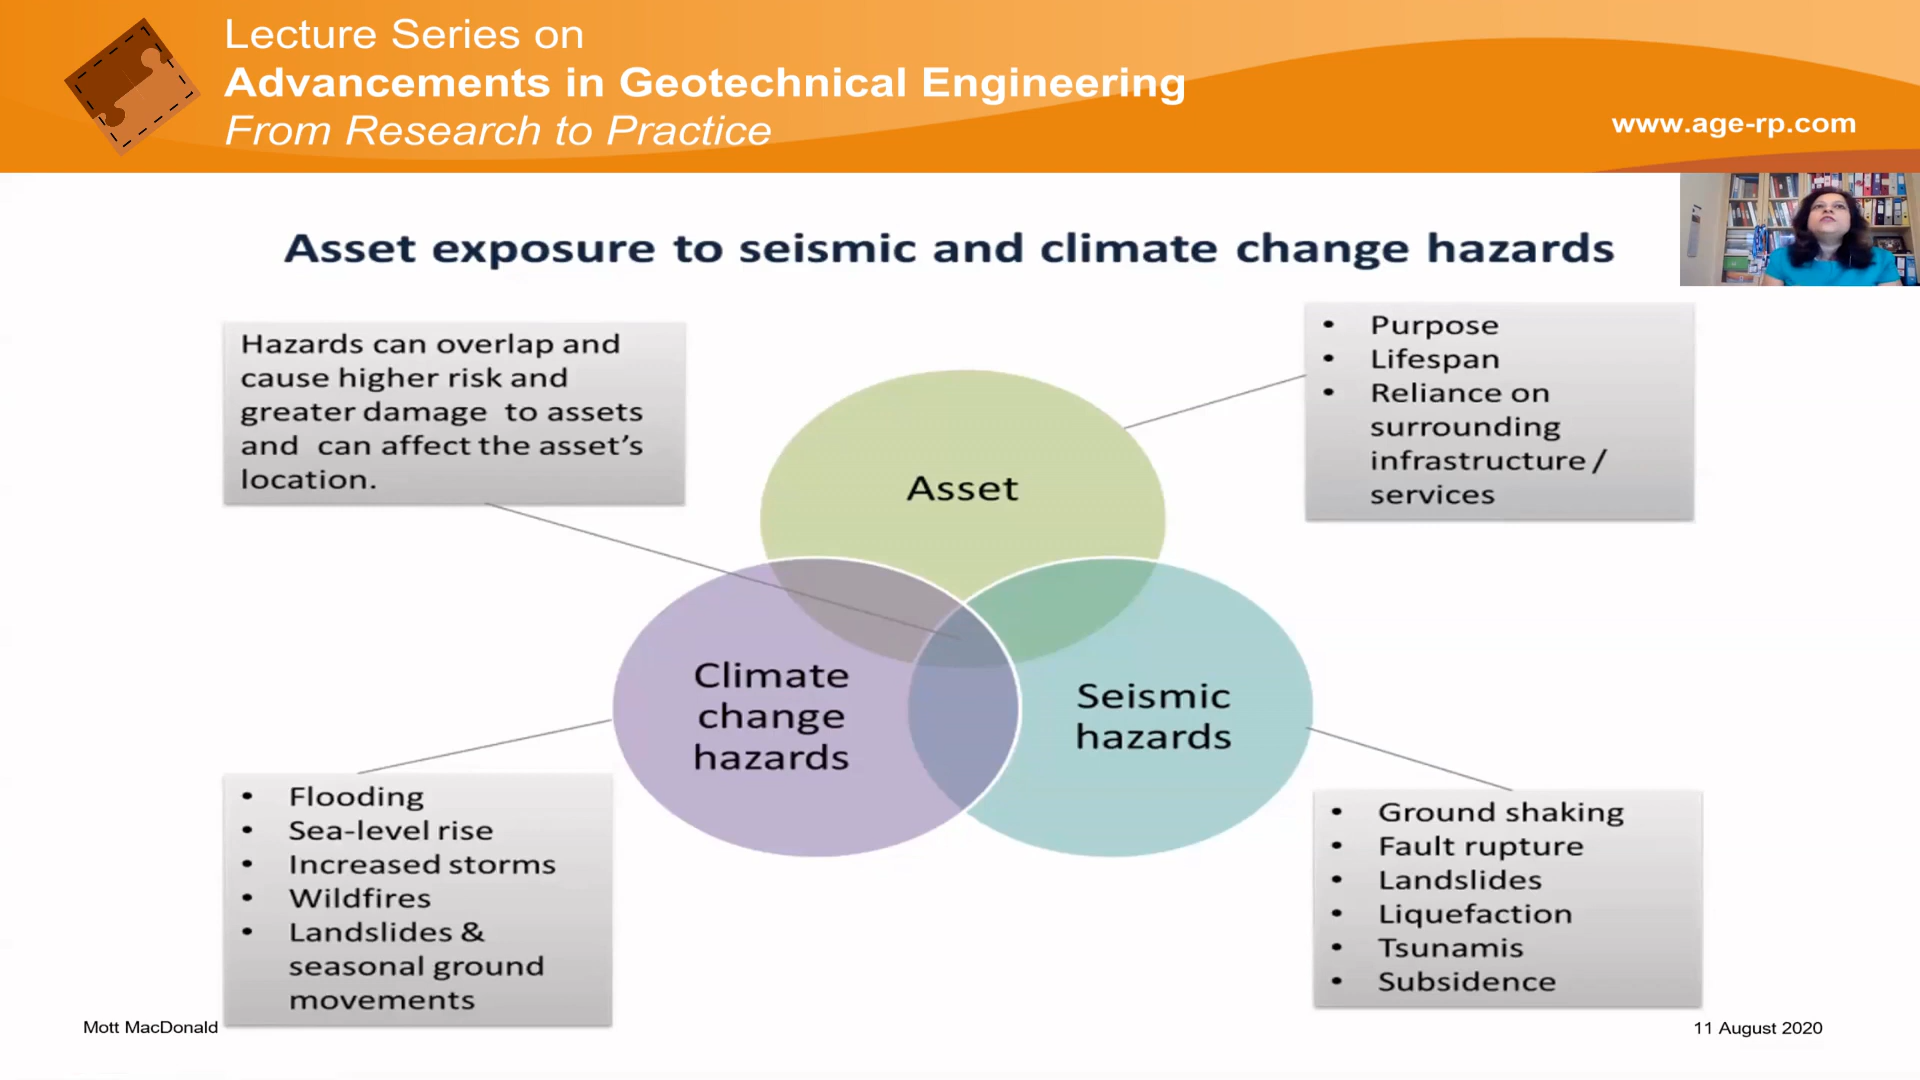 Lecture Series on
Advancements in Geotechnical Engineering
From Research to Practice
www.age-rp.com
Asset exposure to seismic and climate change hazards
Hazards can overlap and
cause higher risk and
greater damage to assets
and can affect the asset's
location.
• Purpose
• Lifespan
• Reliance on
surrounding
infrastructure /
services
Asset
Climate
change
hazards
Seismic
hazards
• Flooding
• Sea-level rise
• Increased storms
• Wildfires
• Landslides &
seasonal ground
movements
• Ground shaking
• Fault rupture
• Landslides
• Liquefaction
• Tsunamis
• Subsidence
Mott MacDonald
11 August 2020